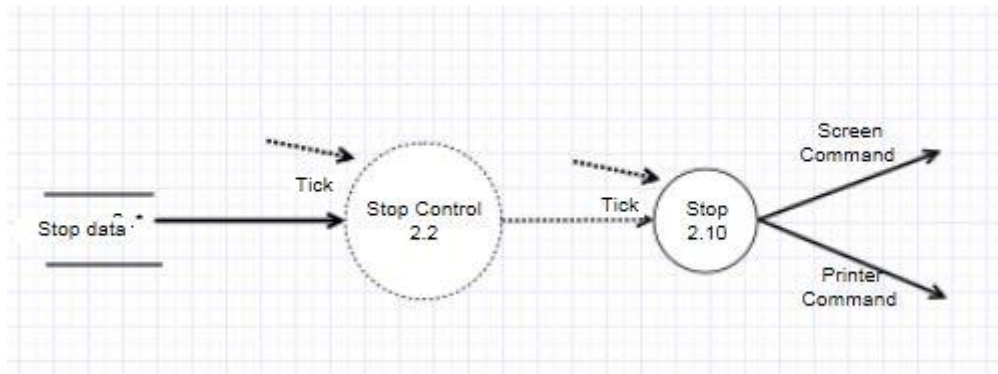 Screen
Command
Tick
Stop Control
2.2
Tick
Stop
2.10
Stop data
Printer
Command